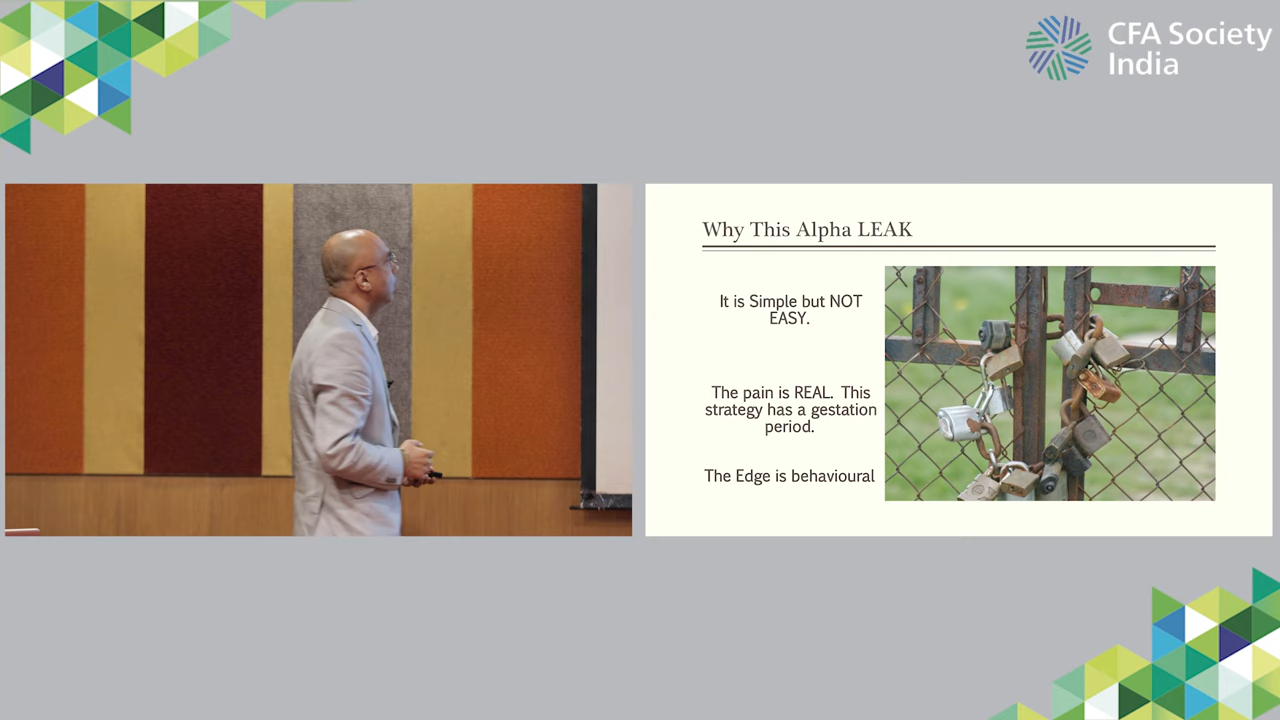 CFA Society
India
Why This Alpha LEAK
It is Simple but NOT
EASY.
The pain is REAL. This
strategy has a gestation
period.
The Edge is behavioural